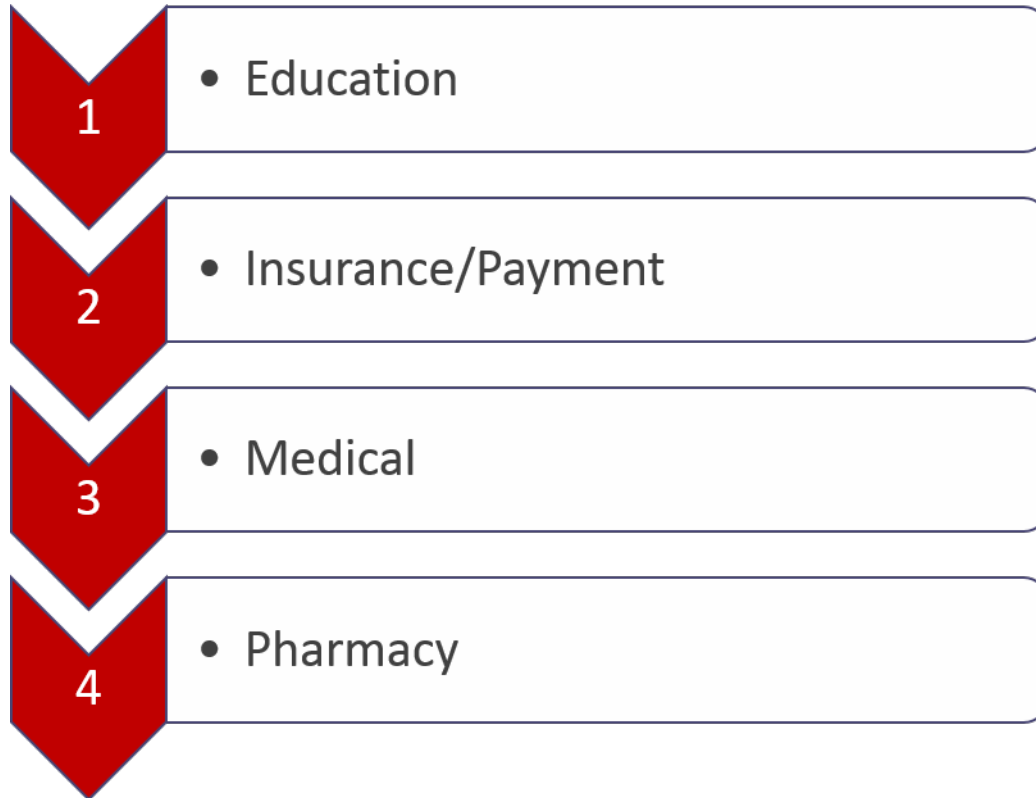 1
• Education
2
• Insurance/Payment
3
• Medical
4
• Pharmacy